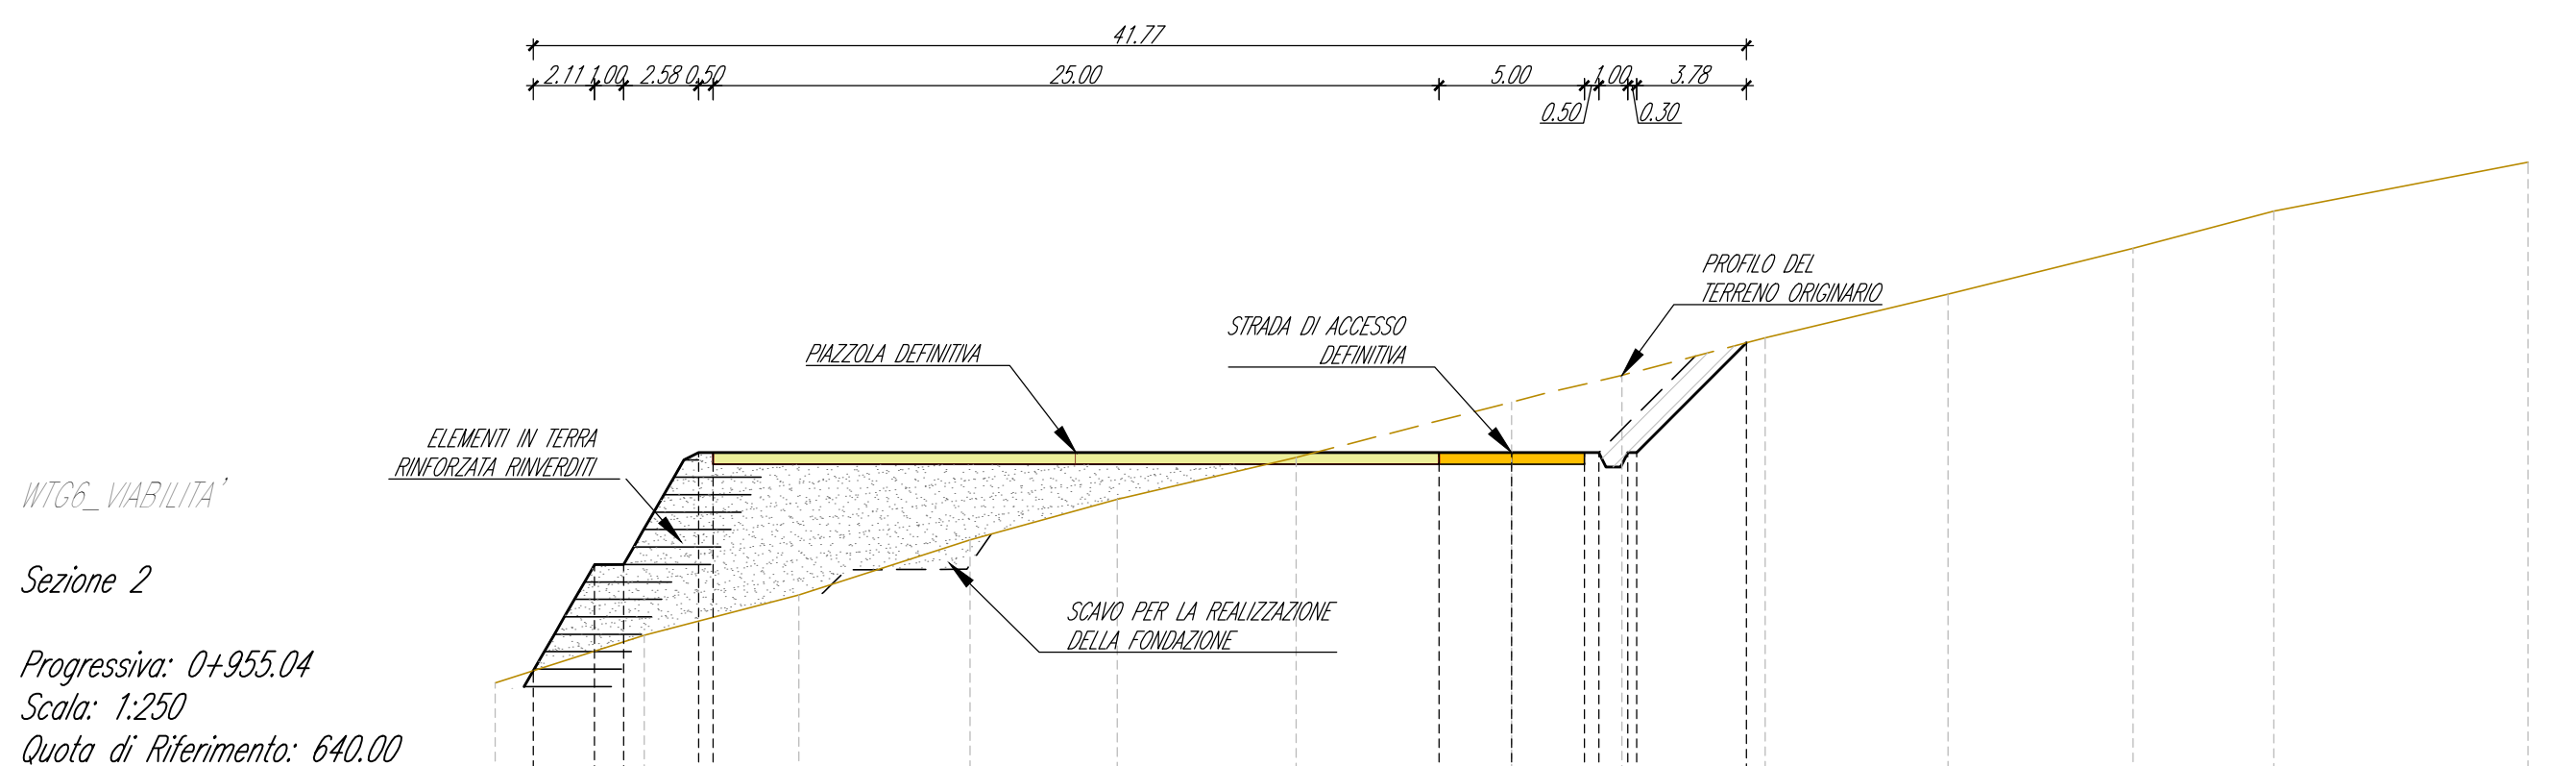 41.77
2.11 1.00 2.58 0.50 25.00 5.00 1.00 3.78
0.50 0.30
PROFILO DEL
TERRENO ORIGINARIO
STRADA DI ACCESSO
DEFINITIVA
PIAZZOLA DEFINITIVA
ELEMENTI IN TERRA
RINFORZATA RINVERDITI
WTG6_VIABILITA'
Sezione 2
SCAVO PER LA REALIZZAZIONE
DELLA FONDAZIONE
Progressiva: 0+955.04
Scala: 1:250
Quota di Riferimento: 640.00